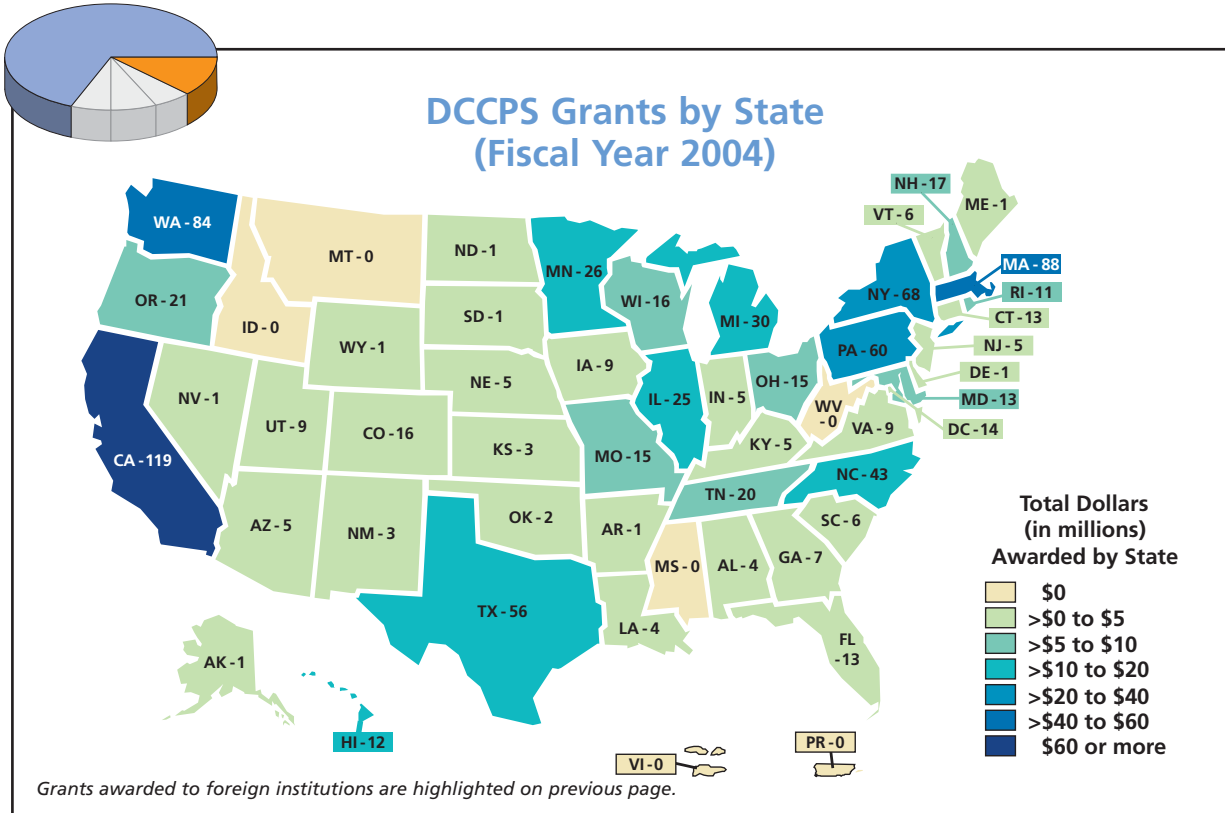 DCCPS Grants by State
(Fiscal Year 2004)
NH - 17
VT - 6
ME - 1
WA - 84
MT - 0
ND - 1
MN - 26
MA - 88
OR - 21
ID - 0
SD - 1
WI - 16
MI - 30
NY - 68
RI - 11
CT - 13
WY - 1
PA - 60
NJ - 5
IA - 9
DE - 1
NV - 1
NE - 5
IL - 25
IN - 5
OH - 15
MD - 13
WV
- 0
UT - 9
CO - 16
VA - 9
DC - 14
CA - 119
KS - 3
MO - 15
KY - 5
NC - 43
TN - 20
AZ - 5
NM - 3
OK - 2
AR - 1
SC - 6
MS - 0
AL - 4
GA - 7
TX - 56
LA - 4
FL
- 13
AK - 1
HI - 12
VI - 0
PR - 0
Total Dollars
(in millions)
Awarded by State
$0
>$0 to $5
>$5 to $10
>$10 to $20
>$20 to $40
>$40 to $60
$60 or more
Grants awarded to foreign institutions are highlighted on previous page.